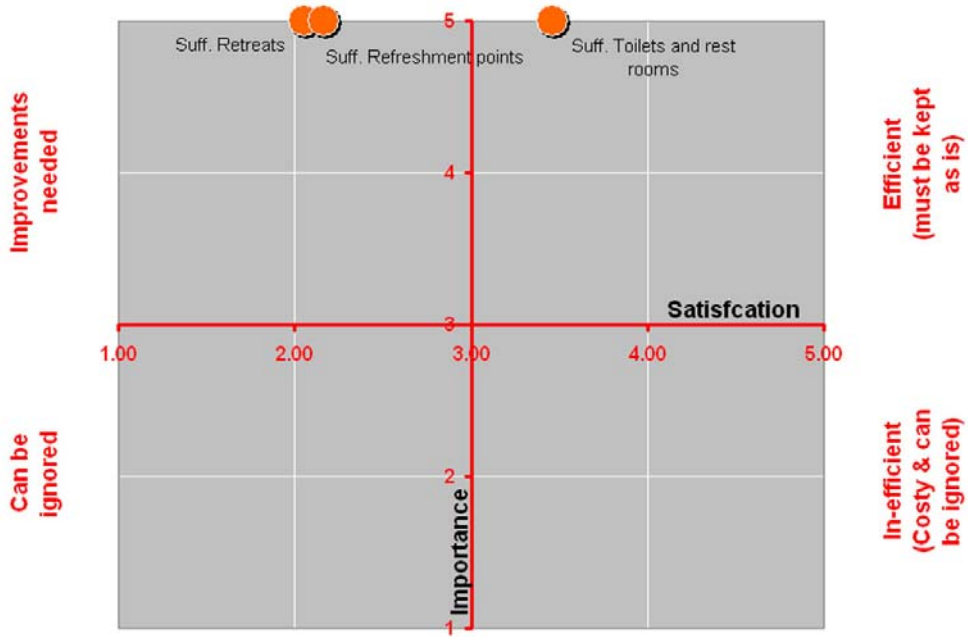 5
Suff. Retreats
Suff. Refreshment points
Suff. Toilets and rest
rooms
Improvements
needed
Efficient
(must be kept
as is)
4
Satisfcation
3
1.00
2.00
3.00
4.00
5.00
Can be
ignored
In-efficient
(Costy & can
be ignored)
2
Importance
1